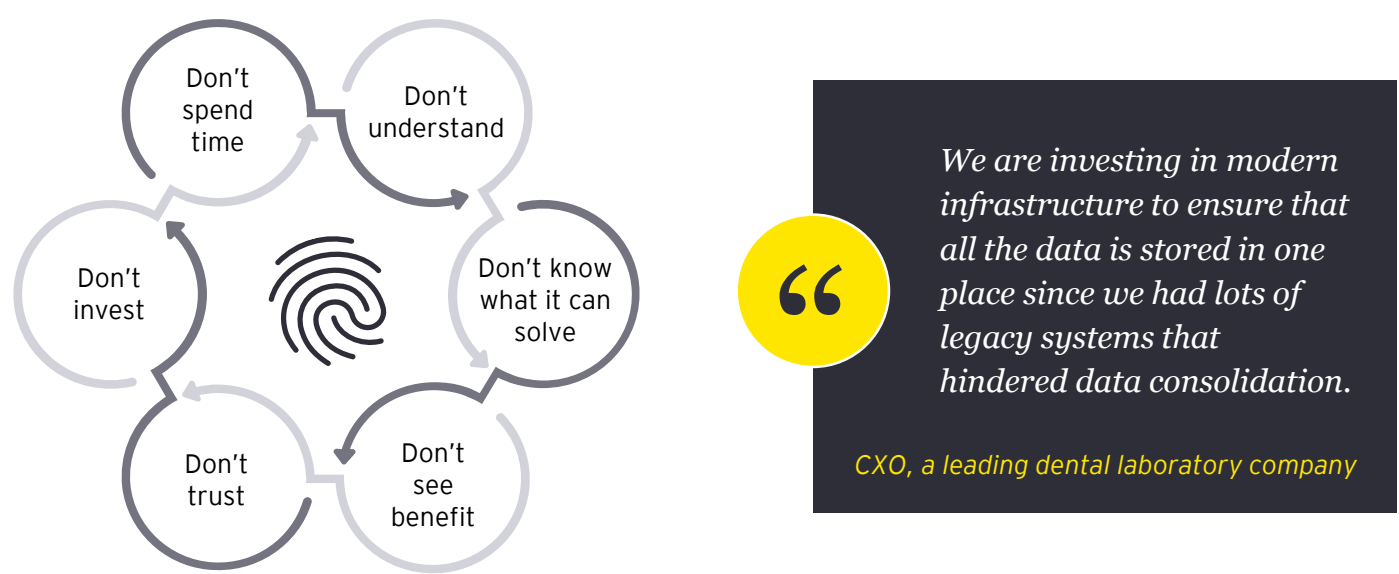 Don't
spend
time
Don't
understand
Don't know
what it can
solve
Don't
see
benefit
Don't
trust
Don't
invest
“
We are investing in modern
infrastructure to ensure that
all the data is stored in one
place since we had lots of
legacy systems that
hindered data consolidation.
CXO, a leading dental laboratory company